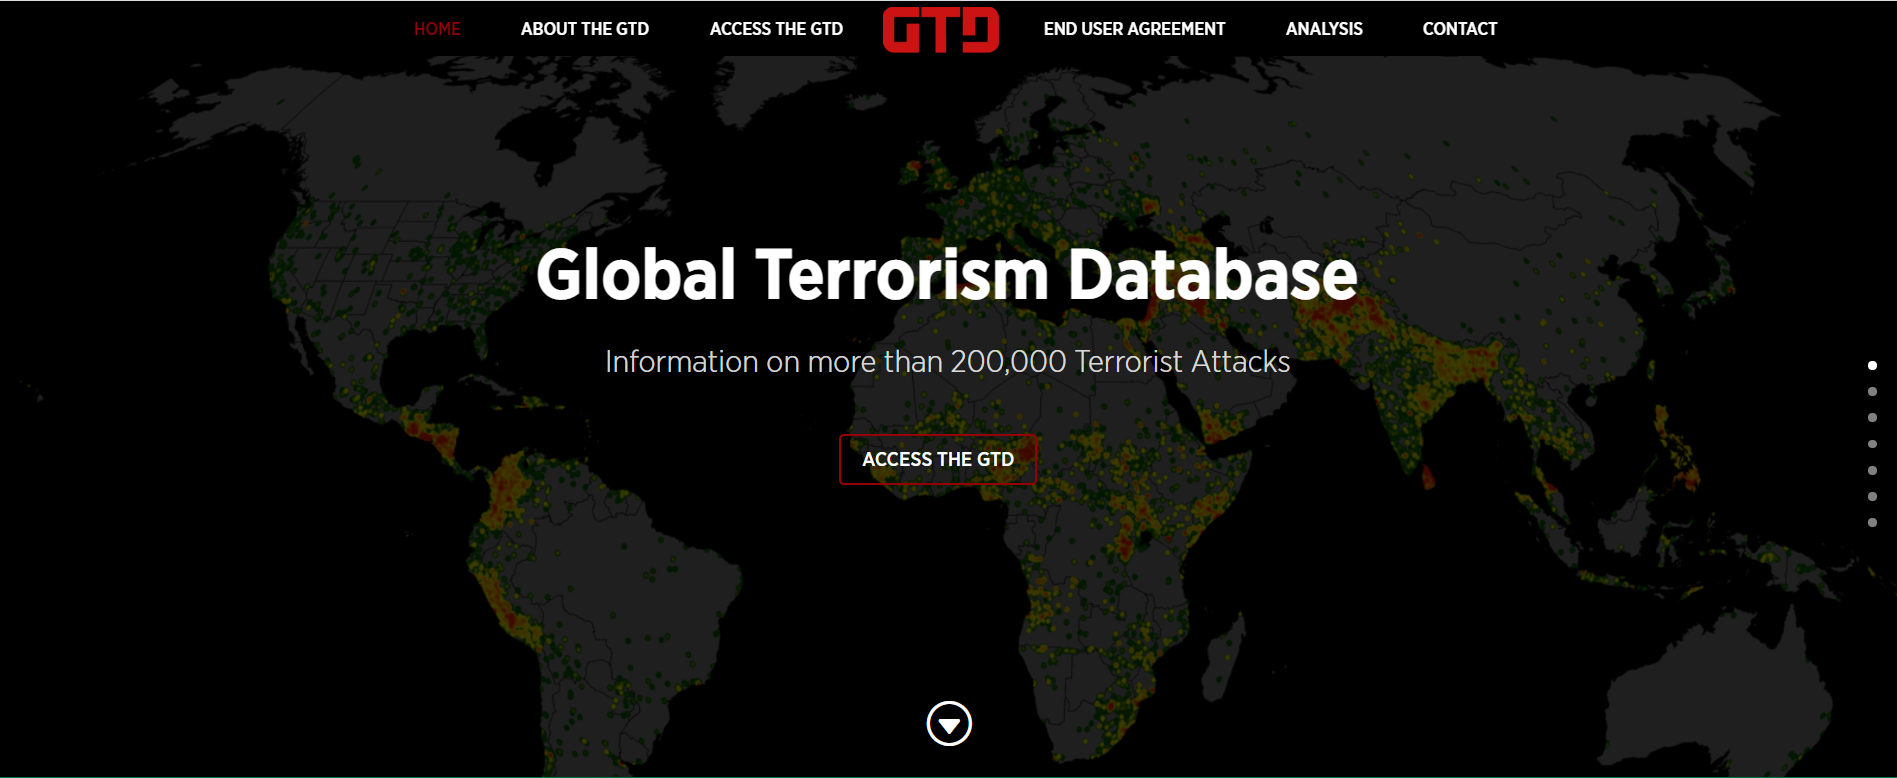 HOME
ABOUT THE GTD
ACCESS THE GTD
GTD
END USER AGREEMENT
ANALYSIS
CONTACT
Global Terrorism Database
Information on more than 200,000 Terrorist Attacks
ACCESS THE GTD